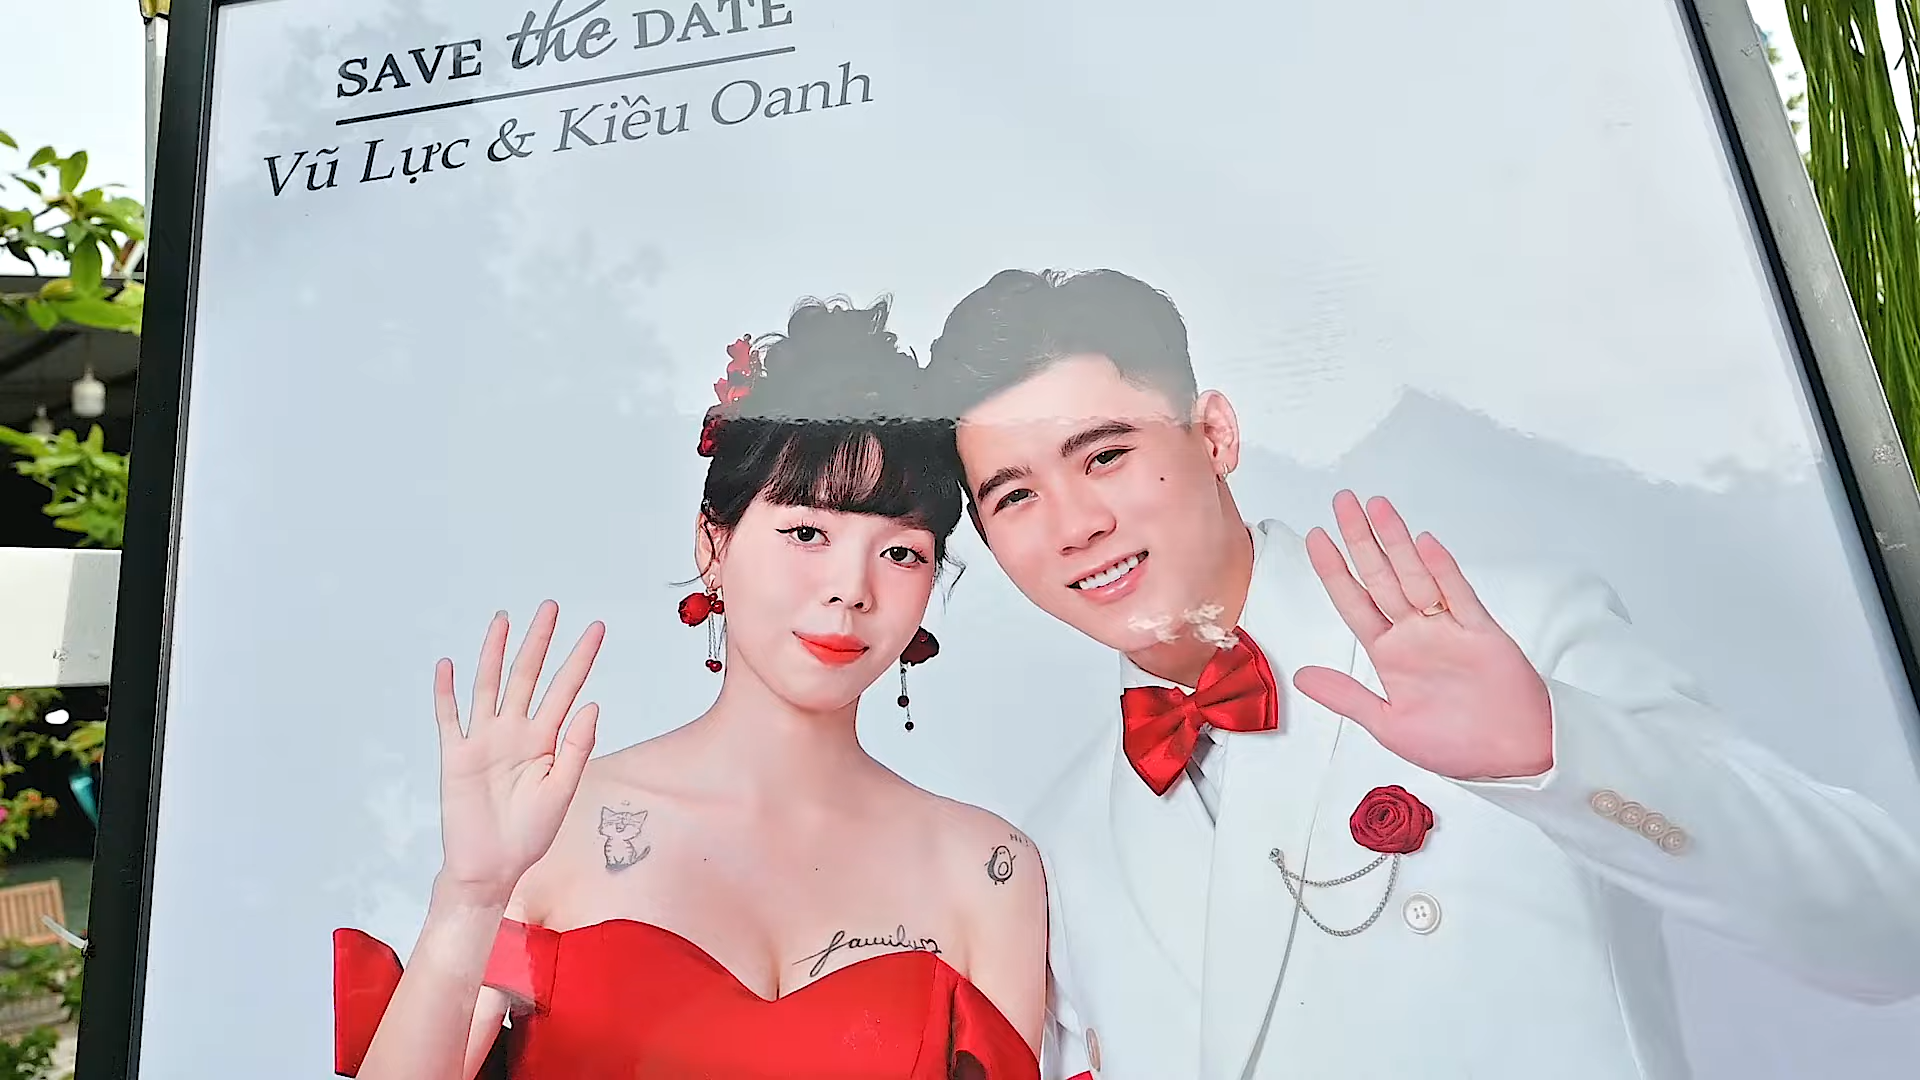 SAVE the DATE
Vũ Lực & Kiều Oanh
family